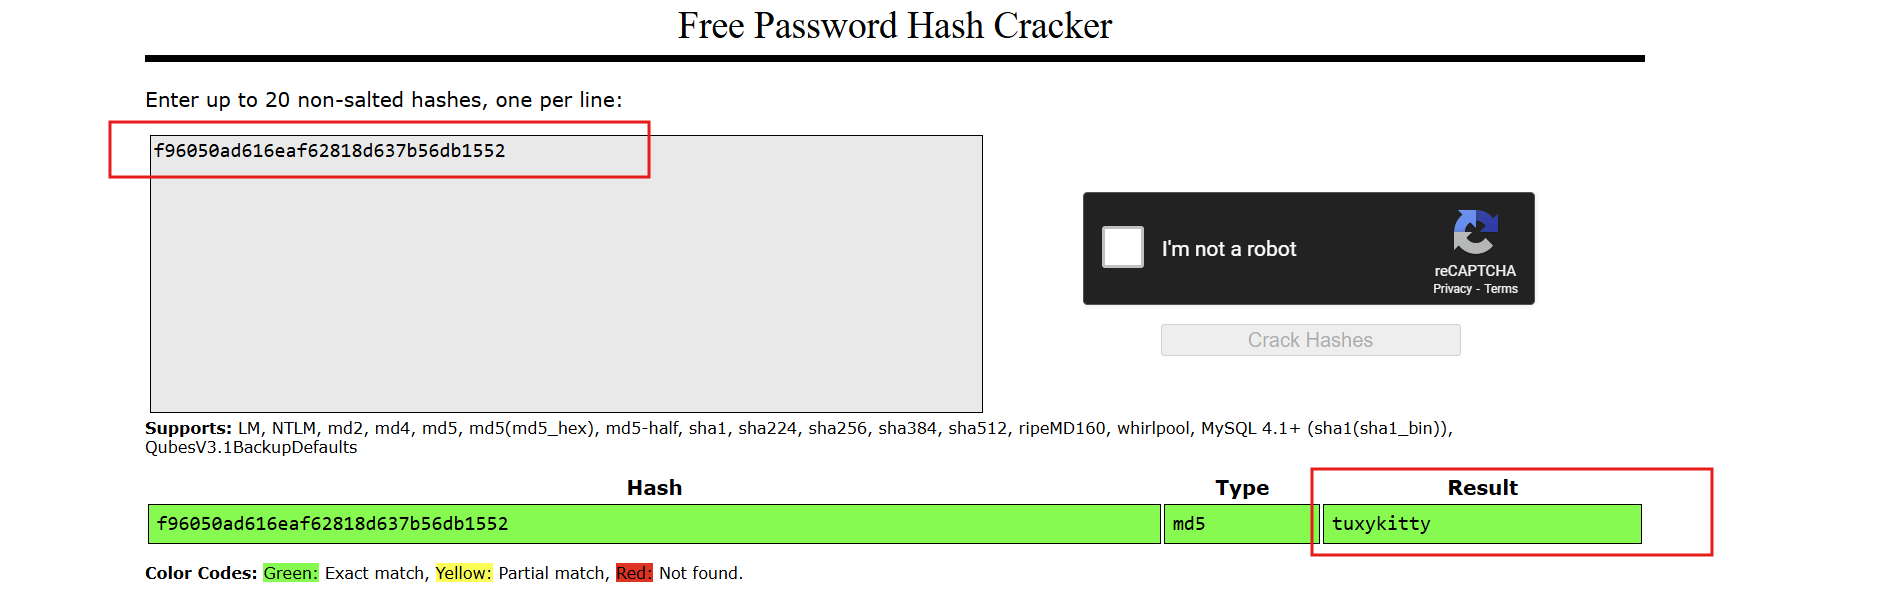 Free Password Hash Cracker
Enter up to 20 non-salted hashes, one per line:
f96050ad616eaf62818d637b56db1552
I'm not a robot
reCAPTCHA
Privacy - Terms
Crack Hashes
Supports: LM, NTLM, md2, md4, md5, md5(md5_hex), md5-half, sha1, sha224, sha256, sha384, sha512, ripeMD160, whirlpool, MySQL 4.1+ (sha1(sha1_bin)),
QubesV3.1BackupDefaults
Hash Type Result
f96050ad616eaf62818d637b56db1552 md5 tuxykitty
Color Codes: Green: Exact match, Yellow: Partial match, Red: Not found.